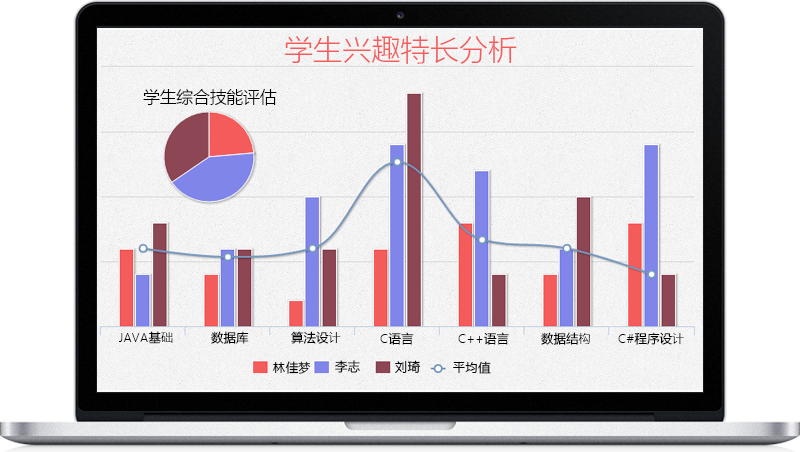 学生兴趣特长分析
学生综合技能评估
JAVA基础 数据库 算法设计 C语言 C++语言 数据结构 C#程序设计
林佳梦 李志 刘琦 平均值